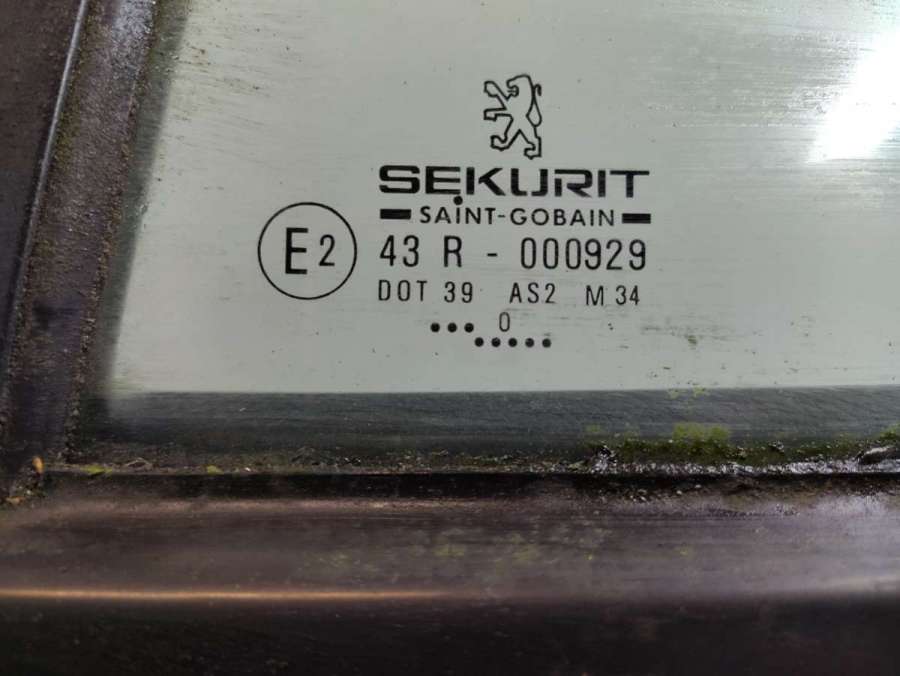 SEKURIT
SAINT-GOBAIN
E2 43 R - 000929
DOT 39 AS2 M 34
0